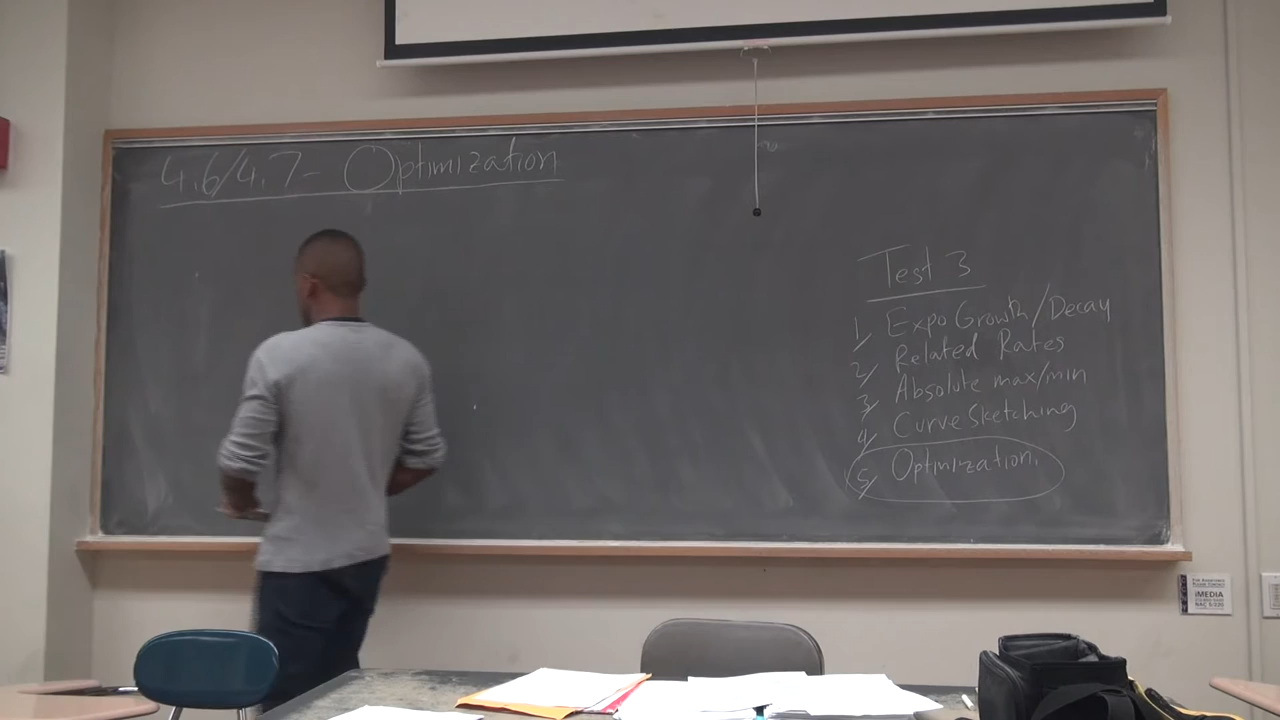 4.6/4.7- Optimization
Test 3
1, Expo Growth/Decay
2, Related Rates
3, Absolute max/min
4, Curve Sketching
5, Optimization.
iMEDIA